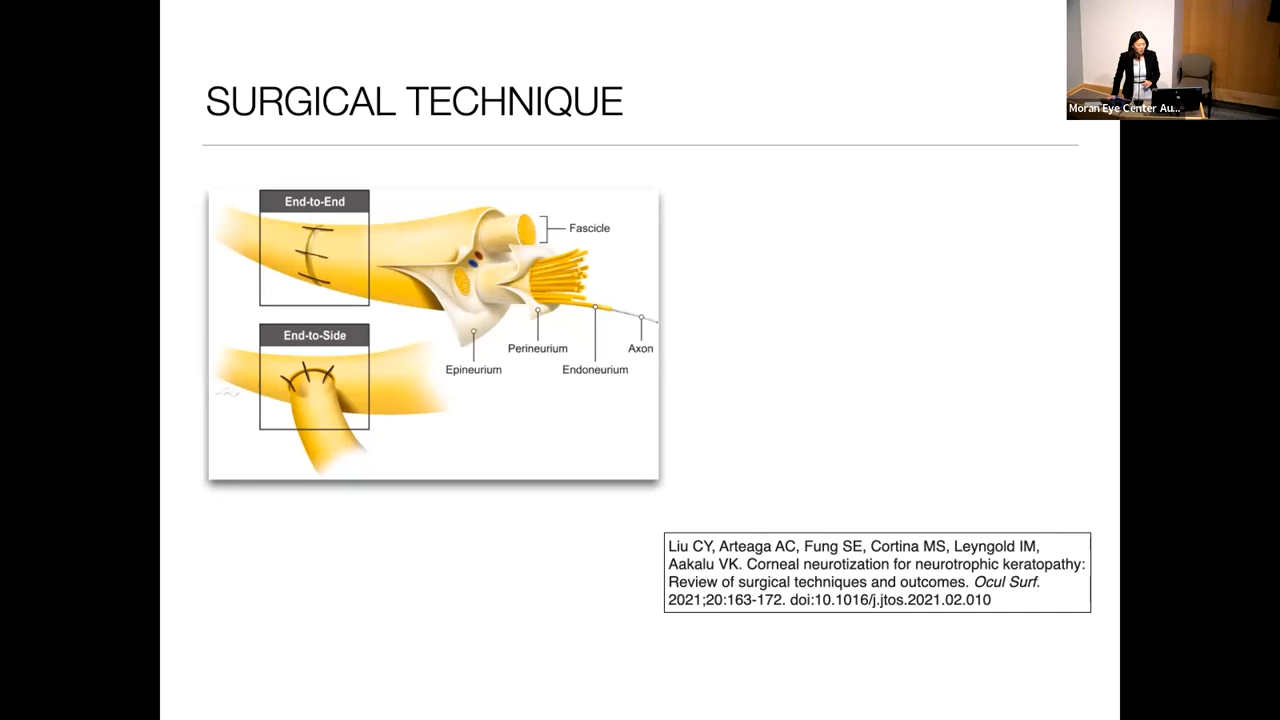 Moran Eye Center Au...
SURGICAL TECHNIQUE
End-to-End
Fascicle
End-to-Side
Perineurium
Axon
Epineurium
Endoneurium
Liu CY, Arteaga AC, Fung SE, Cortina MS, Leyngold IM,
Aakalu VK. Corneal neurotization for neurotrophic keratopathy:
Review of surgical techniques and outcomes. Ocul Surf.
2021;20:163-172. doi:10.1016/j.jtos.2021.02.010